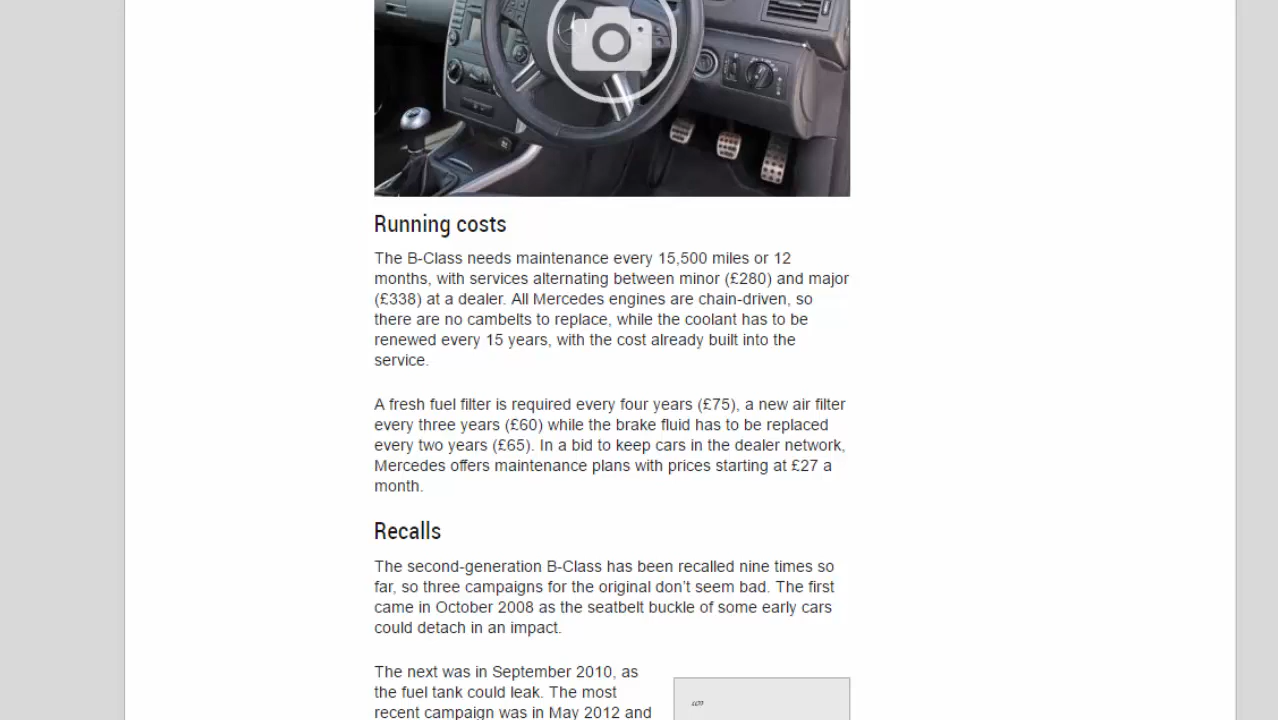 Running costs
The B-Class needs maintenance every 15,500 miles or 12
months, with services alternating between minor (£280) and major
(£338) at a dealer. All Mercedes engines are chain-driven, so
there are no cambelts to replace, while the coolant has to be
renewed every 15 years, with the cost already built into the
service.
A fresh fuel filter is required every four years (£75), a new air filter
every three years (£60) while the brake fluid has to be replaced
every two years (£65). In a bid to keep cars in the dealer network,
Mercedes offers maintenance plans with prices starting at £27 a
month.
Recalls
The second-generation B-Class has been recalled nine times so
far, so three campaigns for the original don’t seem bad. The first
came in October 2008 as the seatbelt buckle of some early cars
could detach in an impact.
The next was in September 2010, as
the fuel tank could leak. The most
recent campaign was in May 2012 and